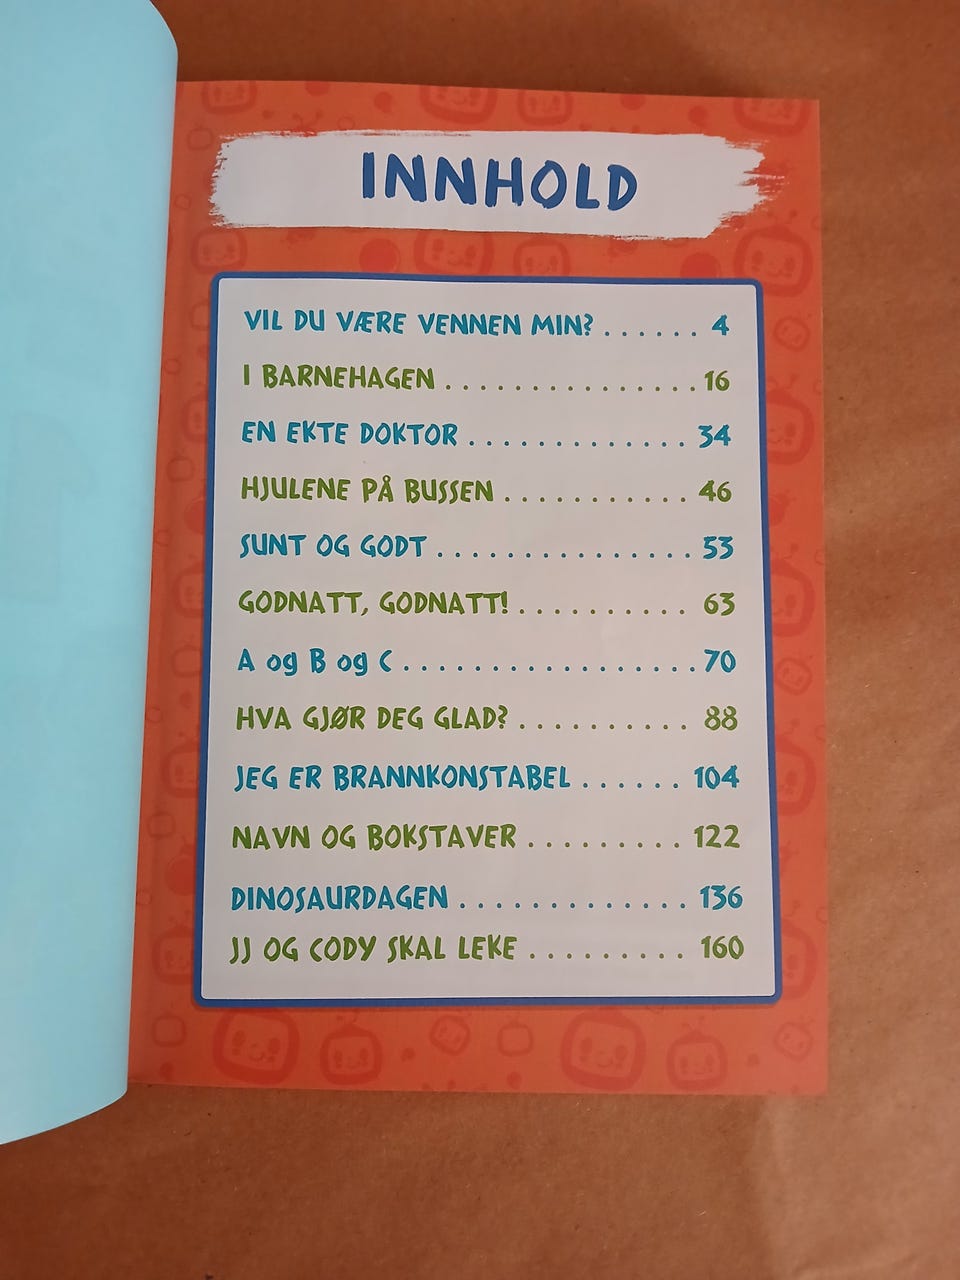 INNHOLD
VIL DU VÆRE VENNEN MIN? . . . . . . 4
I BARNEHAGEN . . . . . . . . . . . . . . . 16
EN EKTE DOKTOR . . . . . . . . . . . . . 34
HJULENE PÅ BUSSEN . . . . . . . . . . . 46
SUNT OG GODT . . . . . . . . . . . . . . . 53
GODNATT, GODNATT! . . . . . . . . . . 63
A og B og C . . . . . . . . . . . . . . . . . 70
HVA GJØR DEG GLAD? . . . . . . . . . . 88
JEG ER BRANNKONSTABEL . . . . . . 104
NAVN OG BOKSTAVER . . . . . . . . . 122
DINOSAURDAGEN . . . . . . . . . . . . . 136
JJ OG CODY SKAL LEKE . . . . . . . . . 160